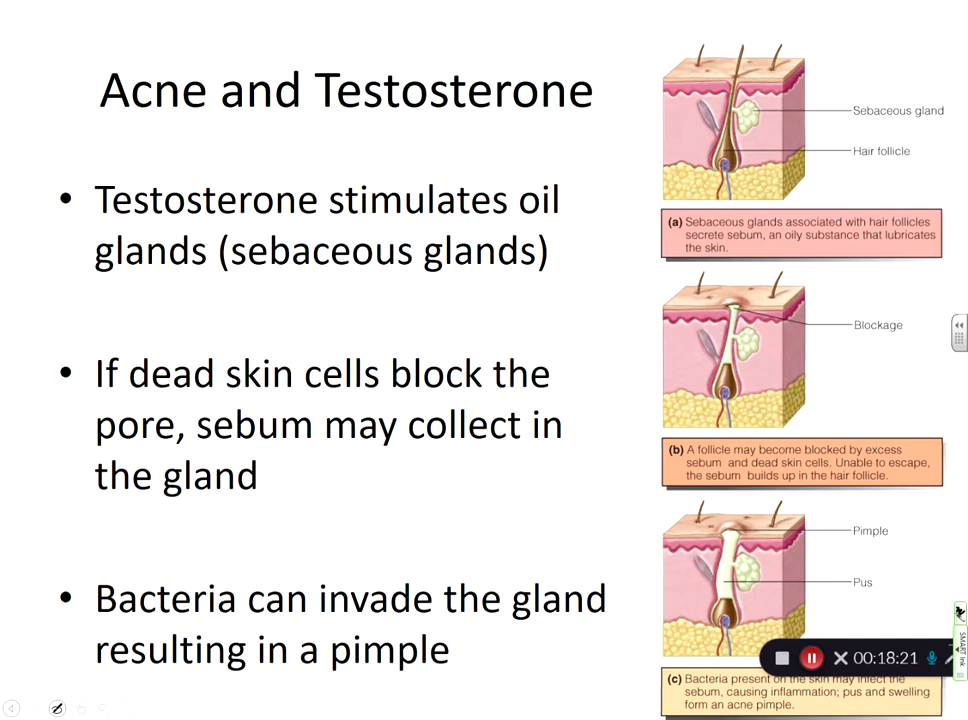 Acne and Testosterone
• Testosterone stimulates oil
glands (sebaceous glands)
• If dead skin cells block the
pore, sebum may collect in
the gland
• Bacteria can invade the gland
resulting in a pimple
Sebaceous gland
Hair follicle
(a) Sebaceous glands associated with hair follicles
secrete sebum, an oily substance that lubricates
the skin.
Blockage
(b) A follicle may become blocked by excess
sebum and dead skin cells. Unable to escape,
the sebum builds up in the hair follicle.
Pimple
Pus
00:18:21
(c) Bacteria present on the skin may infect the
sebum, causing inflammation; pus and swelling
form an acne pimple.
SMART Ink